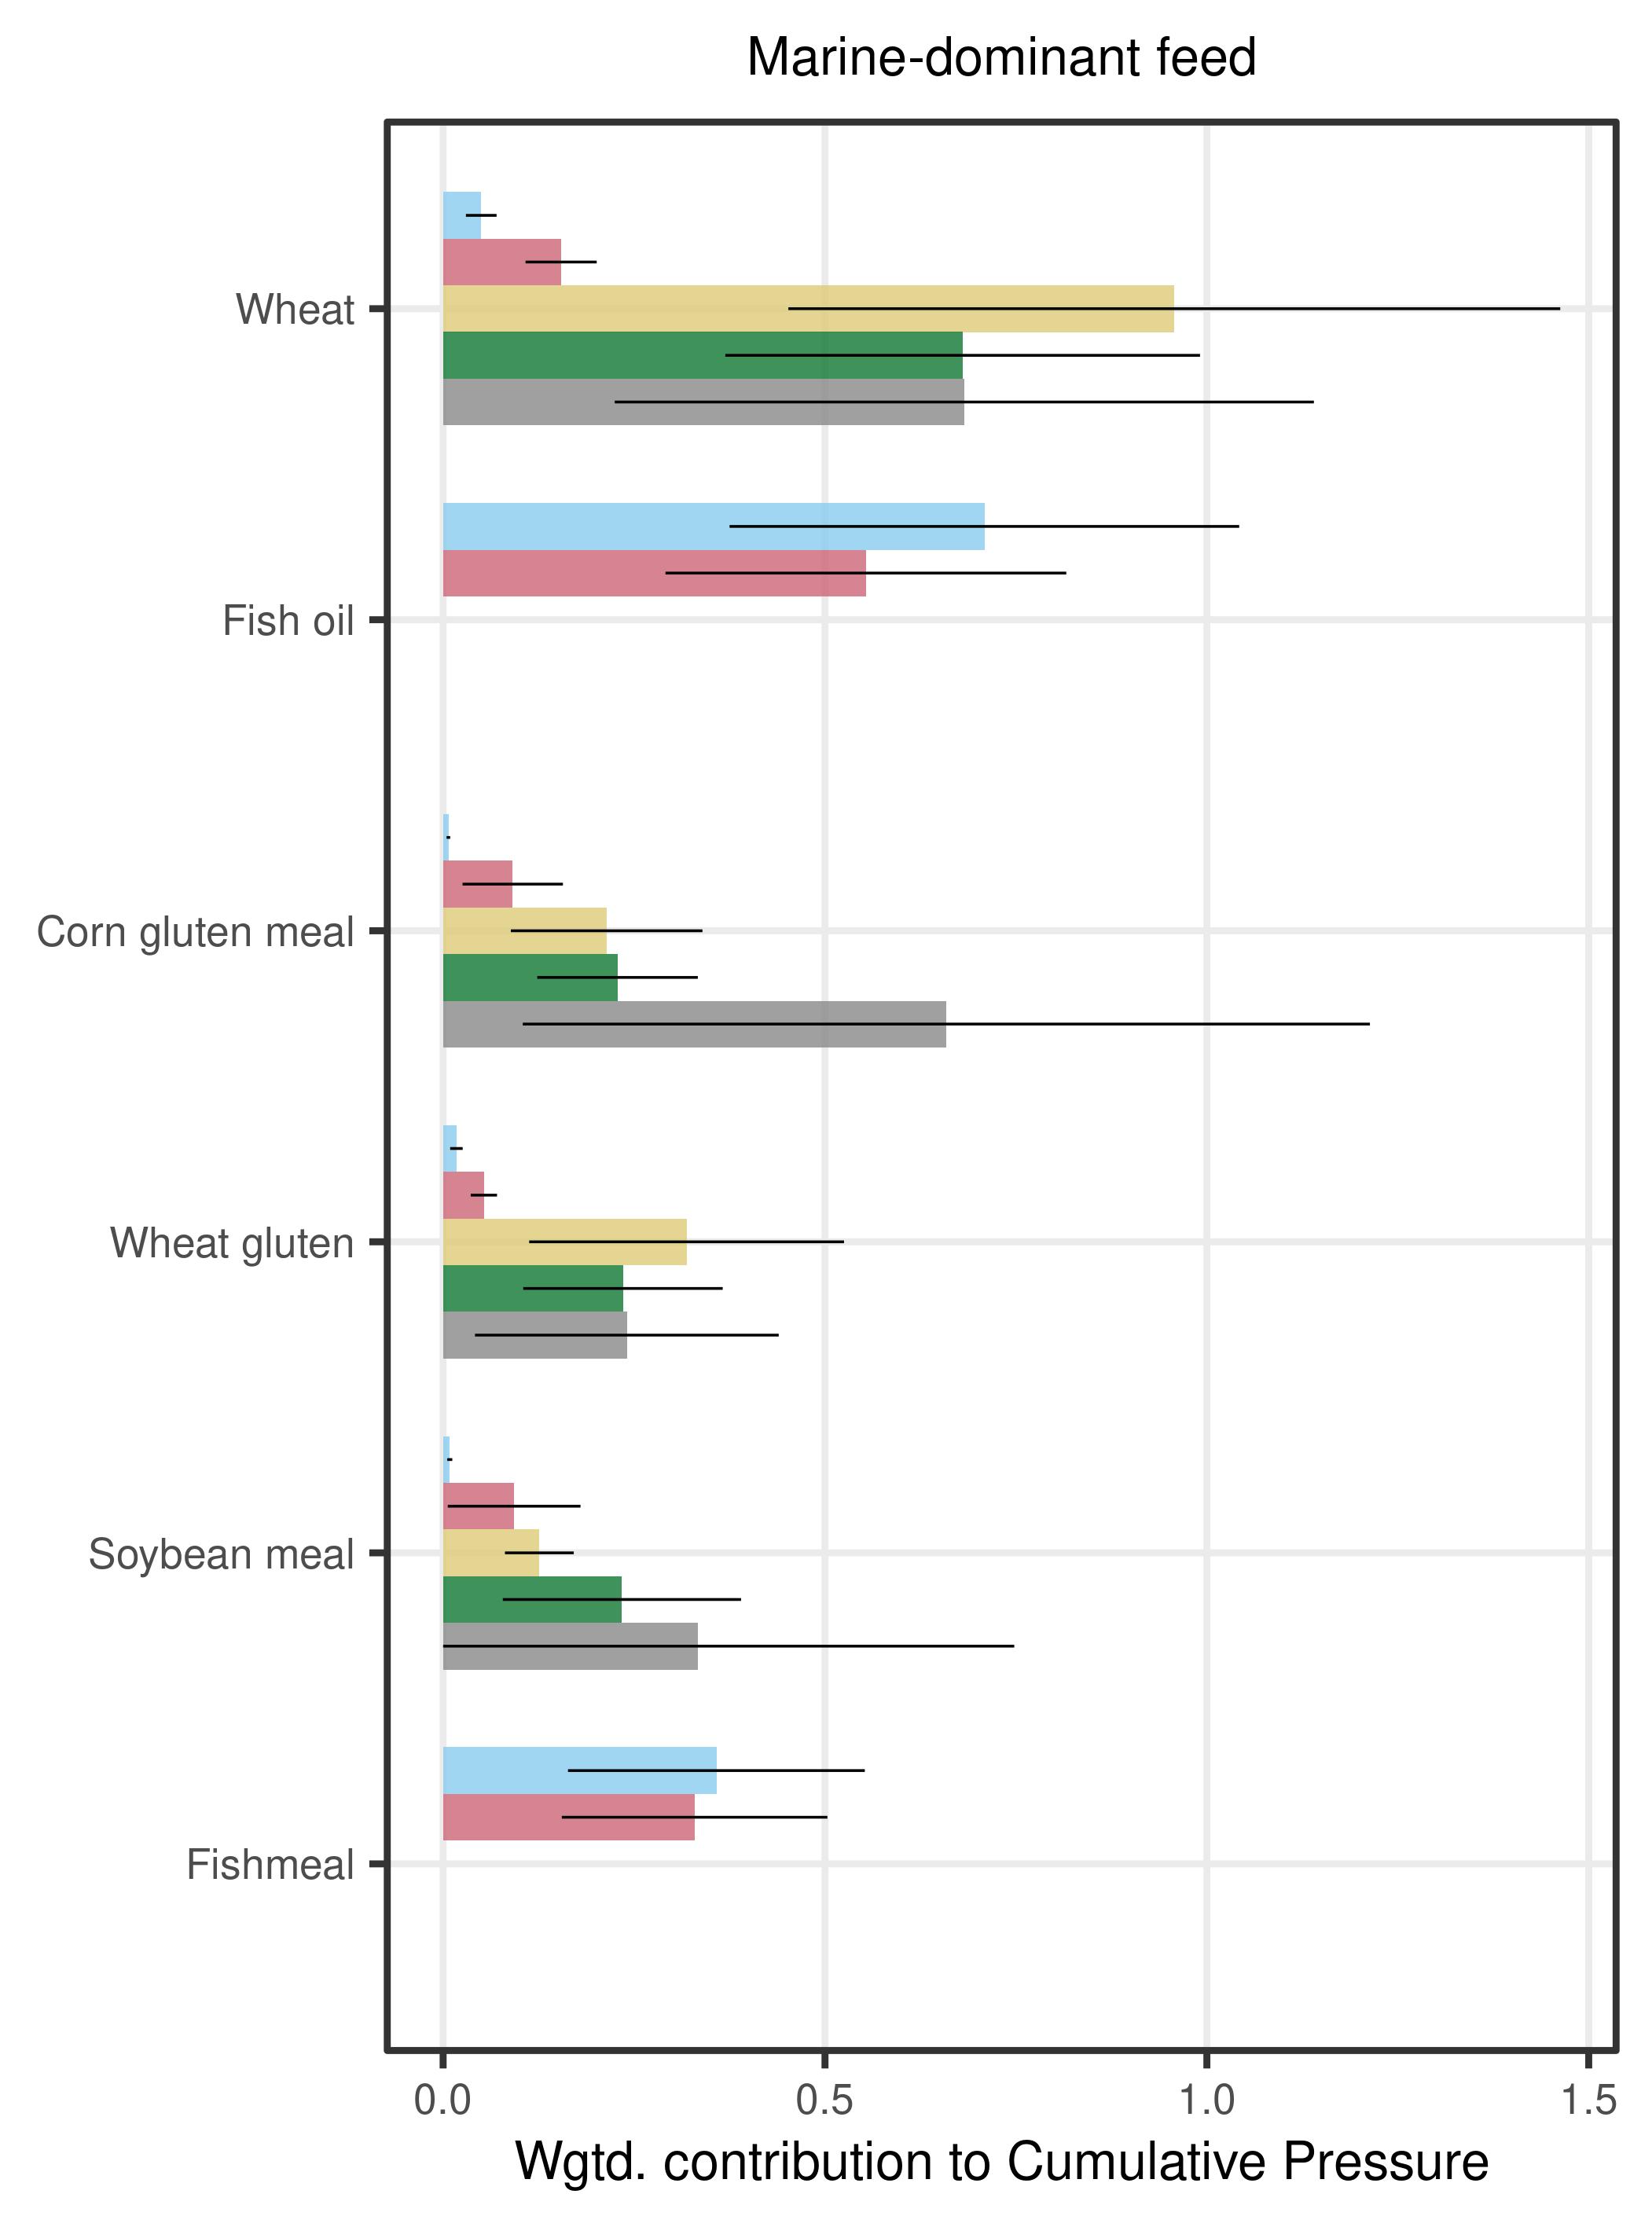 Marine-dominant feed
Wheat
Fish oil
Corn gluten meal
Wheat gluten
Soybean meal
Fishmeal
0.0 0.5 1.0 1.5
Wgtd. contribution to Cumulative Pressure